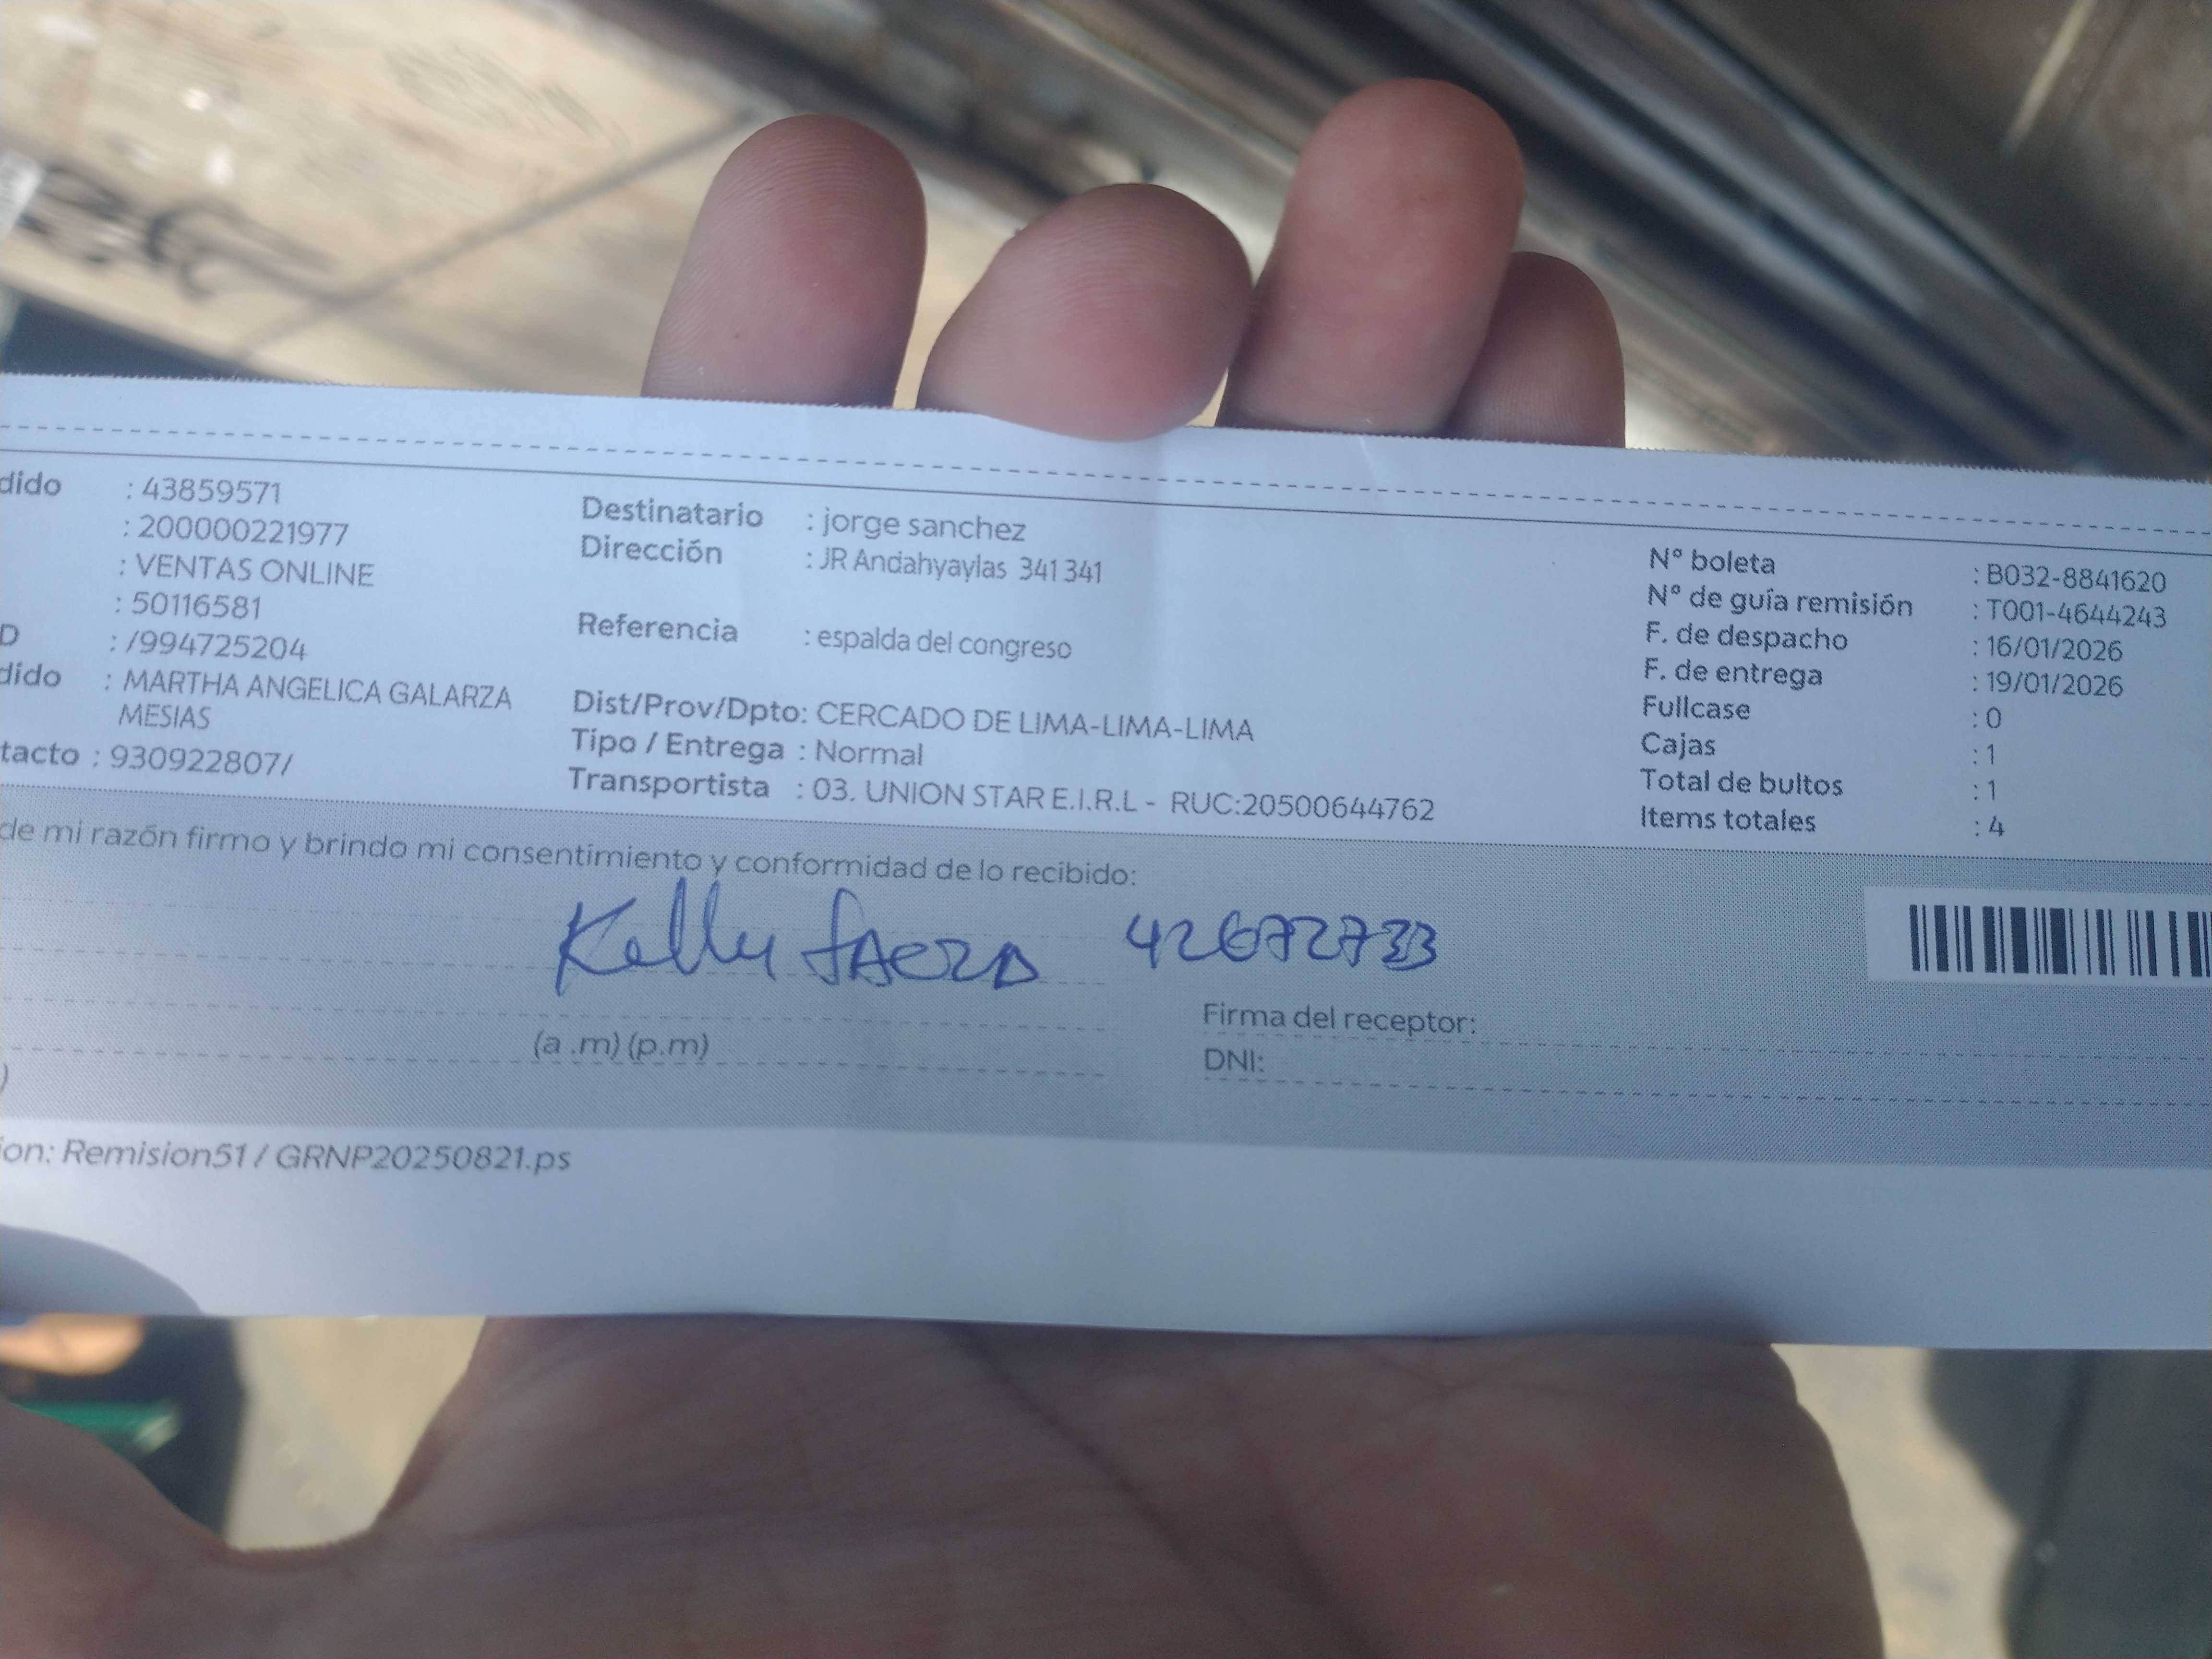 dido : 43859571
: 200000221977
: VENTAS ONLINE
: 50116581
D : /994725204
dido : MARTHA ANGELICA GALARZA
MESIAS
tacto : 930922807/
Destinatario : jorge sanchez
Dirección : JR Andahyaylas 341 341
Referencia : espalda del congreso
Dist/Prov/Dpto: CERCADO DE LIMA-LIMA-LIMA
Tipo / Entrega : Normal
Transportista : 03. UNION STAR E.I.R.L - RUC:20500644762
Nº boleta : B032-8841620
Nº de guía remisión : T001-4644243
F. de despacho : 16/01/2026
F. de entrega : 19/01/2026
Fullcase : 0
Cajas : 1
Total de bultos : 1
Items totales : 4
de mi razón firmo y brindo mi consentimiento y conformidad de lo recibido:
Kelly 42672733
Firma del receptor:
(a .m) (p.m)
DNI:
)
ion: Remision51 / GRNP20250821.ps